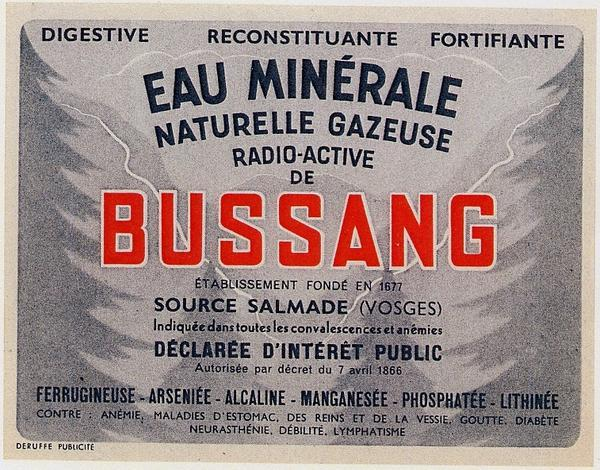 DIGESTIVE RECONSTITUANTE FORTIFIANTE
EAU MINÉRALE
NATURELLE GAZEUSE
RADIO-ACTIVE
DE
BUSSANG
ÉTABLISSEMENT FONDÉ EN 1677
SOURCE SALMADE (VOSGES)
Indiquée dans toutes les convalescences et anémies
DÉCLARÉE D'INTÉRÊT PUBLIC
Autorisée par décret du 7 avril 1866
FERRUGINEUSE - ARSENIÉE - ALCALINE - MANGANESÉE - PHOSPHATÉE - LITHINÉE
CONTRE : ANÉMIE, MALADIES D'ESTOMAC, DES REINS ET DE LA VESSIE, GOUTTE, DIABÈTE
NEURASTHÉNIE, DÉBILITÉ, LYMPHATISME
DERUFFE PUBLICITÉ